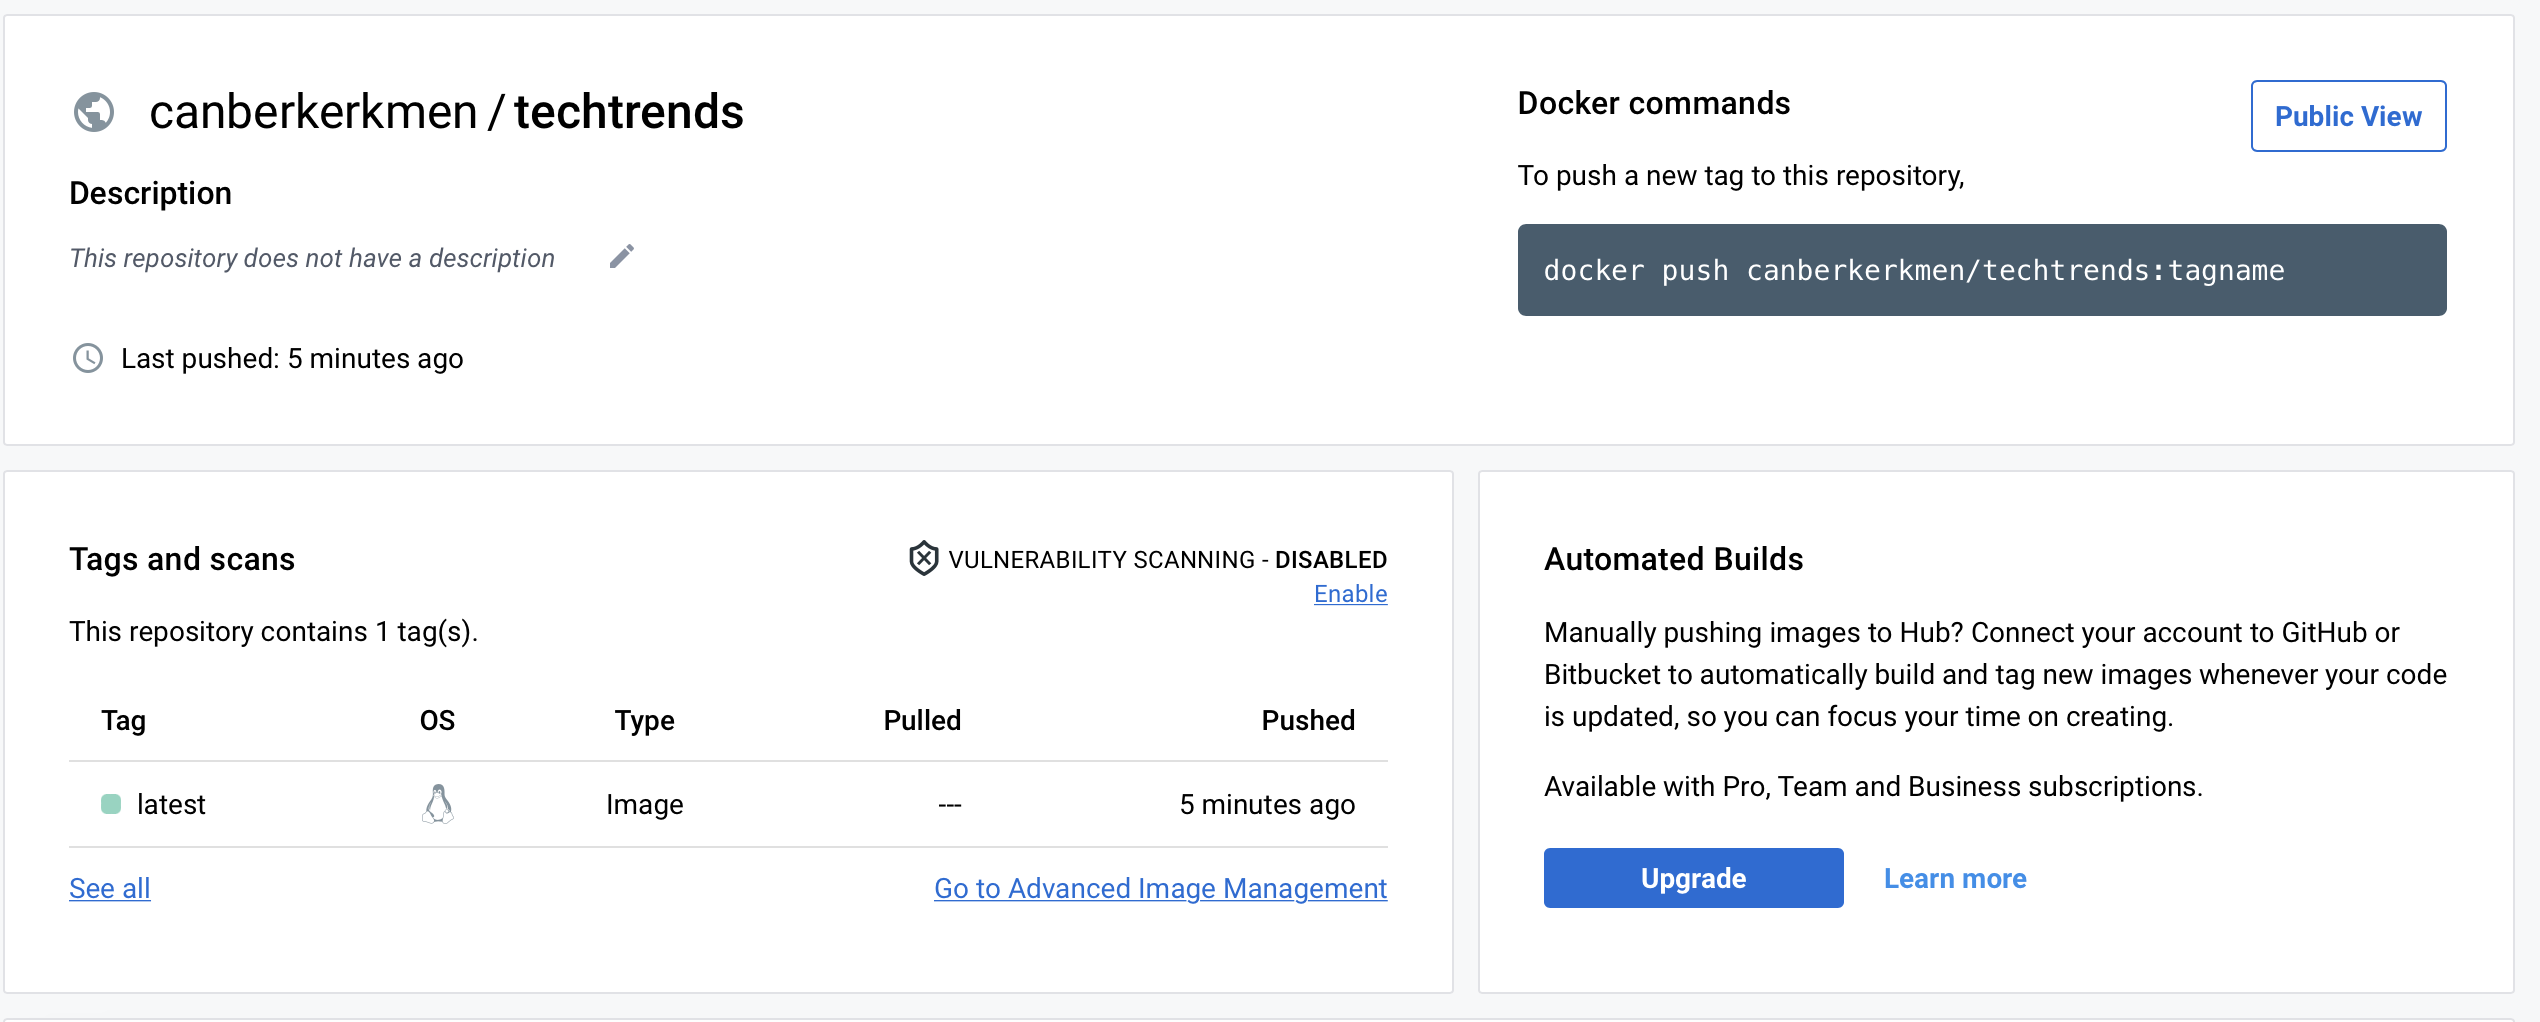 canberkerkmen / techtrends
Description
This repository does not have a description
Last pushed: 5 minutes ago
Docker commands
Public View
To push a new tag to this repository,
docker push canberkerkmen/techtrends:tagname
Tags and scans
VULNERABILITY SCANNING - DISABLED
Enable
This repository contains 1 tag(s).
Tag OS Type Pulled Pushed
latest Image --- 5 minutes ago
See all Go to Advanced Image Management
Automated Builds
Manually pushing images to Hub? Connect your account to GitHub or
Bitbucket to automatically build and tag new images whenever your code
is updated, so you can focus your time on creating.
Available with Pro, Team and Business subscriptions.
Upgrade Learn more